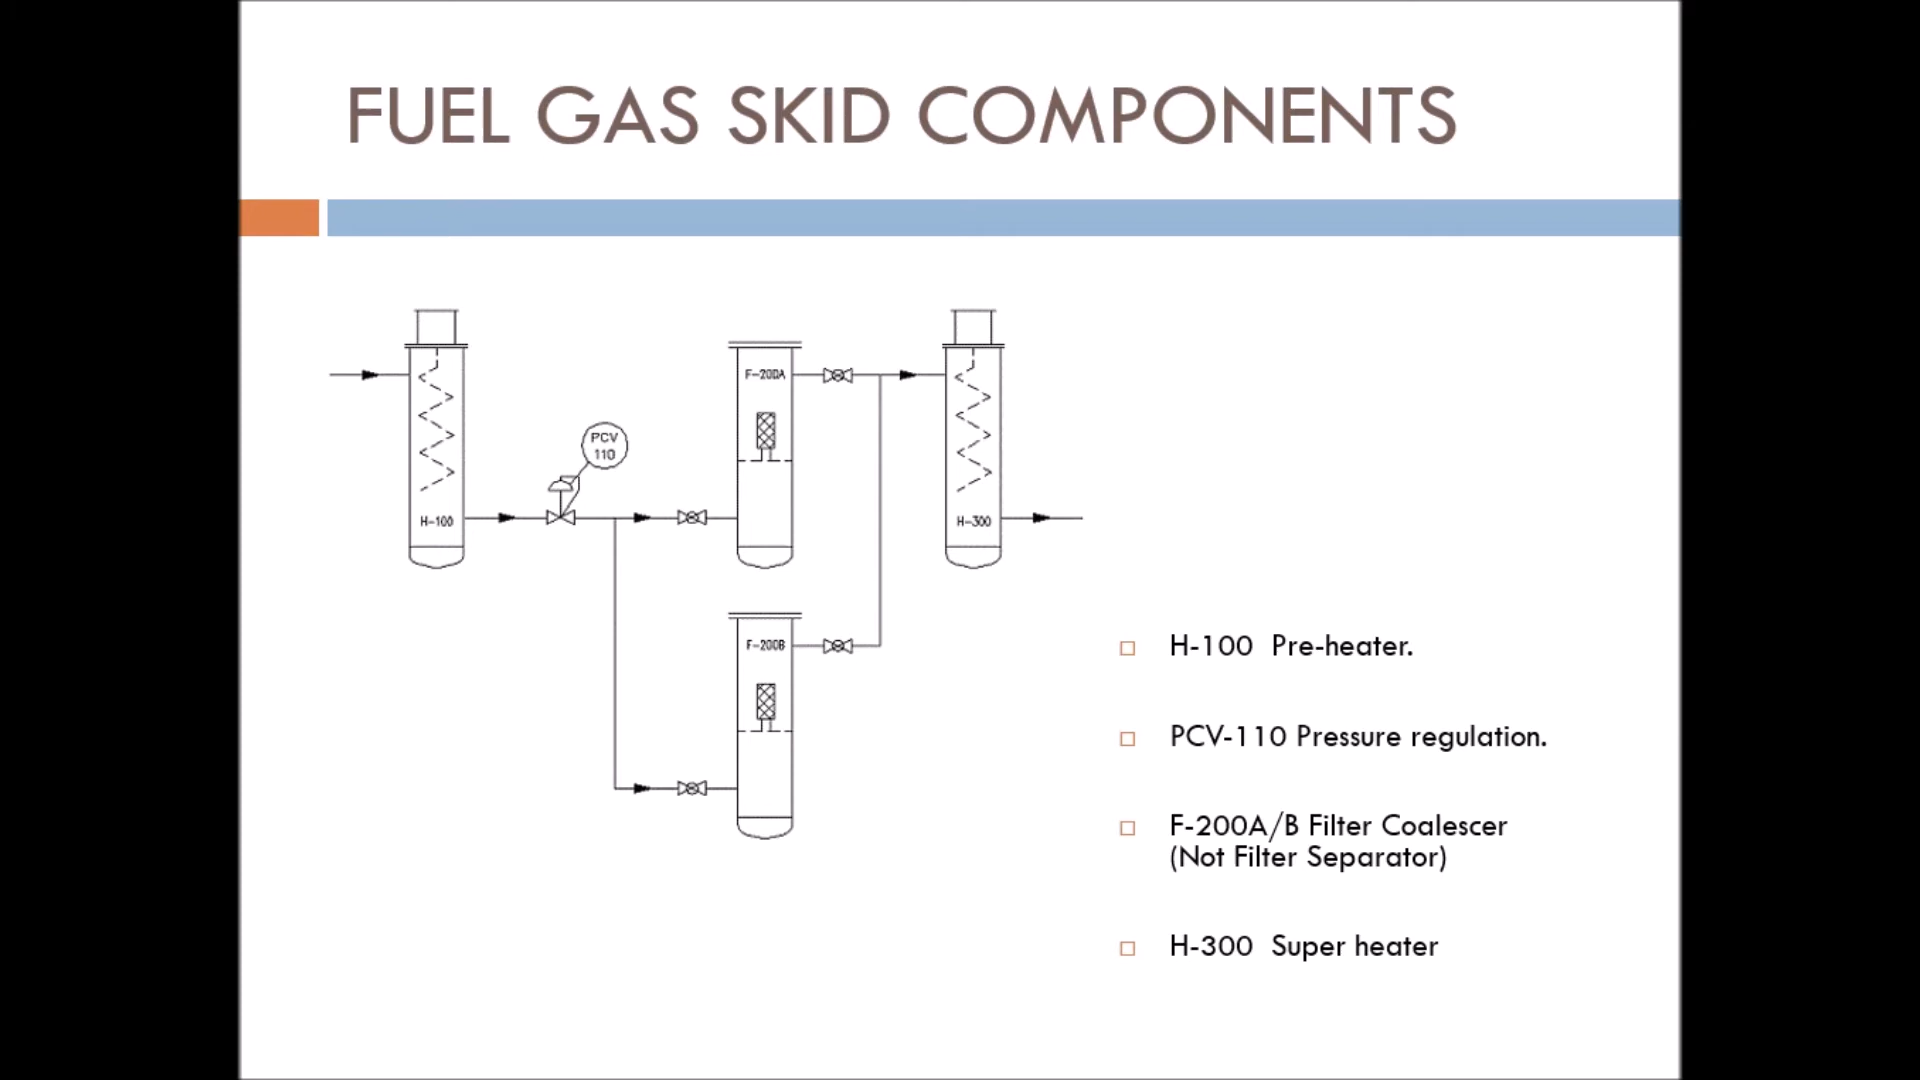 FUEL GAS SKID COMPONENTS
F-200A
PCV
110
H-100
H-300
F-200B
H-100 Pre-heater.
PCV-110 Pressure regulation.
F-200A/B Filter Coalescer
(Not Filter Separator)
H-300 Super heater